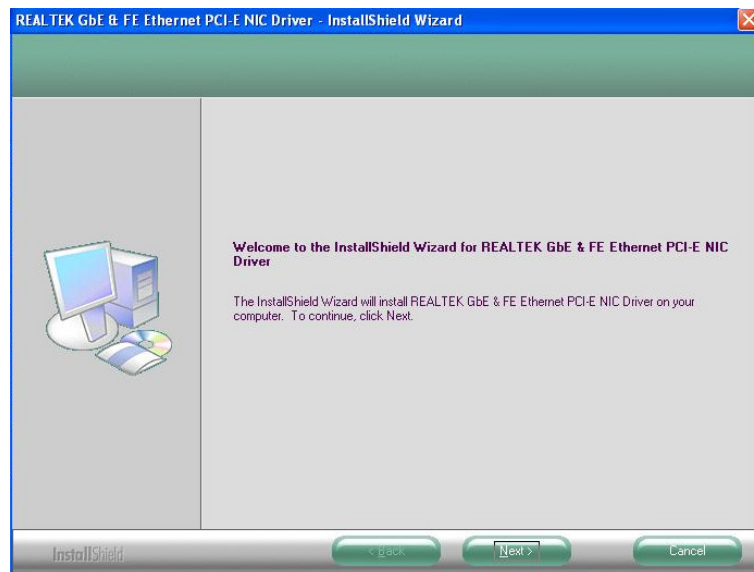 REALTEK GbE & FE Ethernet PCI-E NIC Driver - InstallShield Wizard
Welcome to the InstallShield Wizard for REALTEK GbE & FE Ethernet PCI-E NIC
Driver
The InstallShield Wizard will install REALTEK GbE & FE Ethernet PCI-E NIC Driver on your
computer. To continue, click Next.
InstallShield
< Back
Next >
Cancel